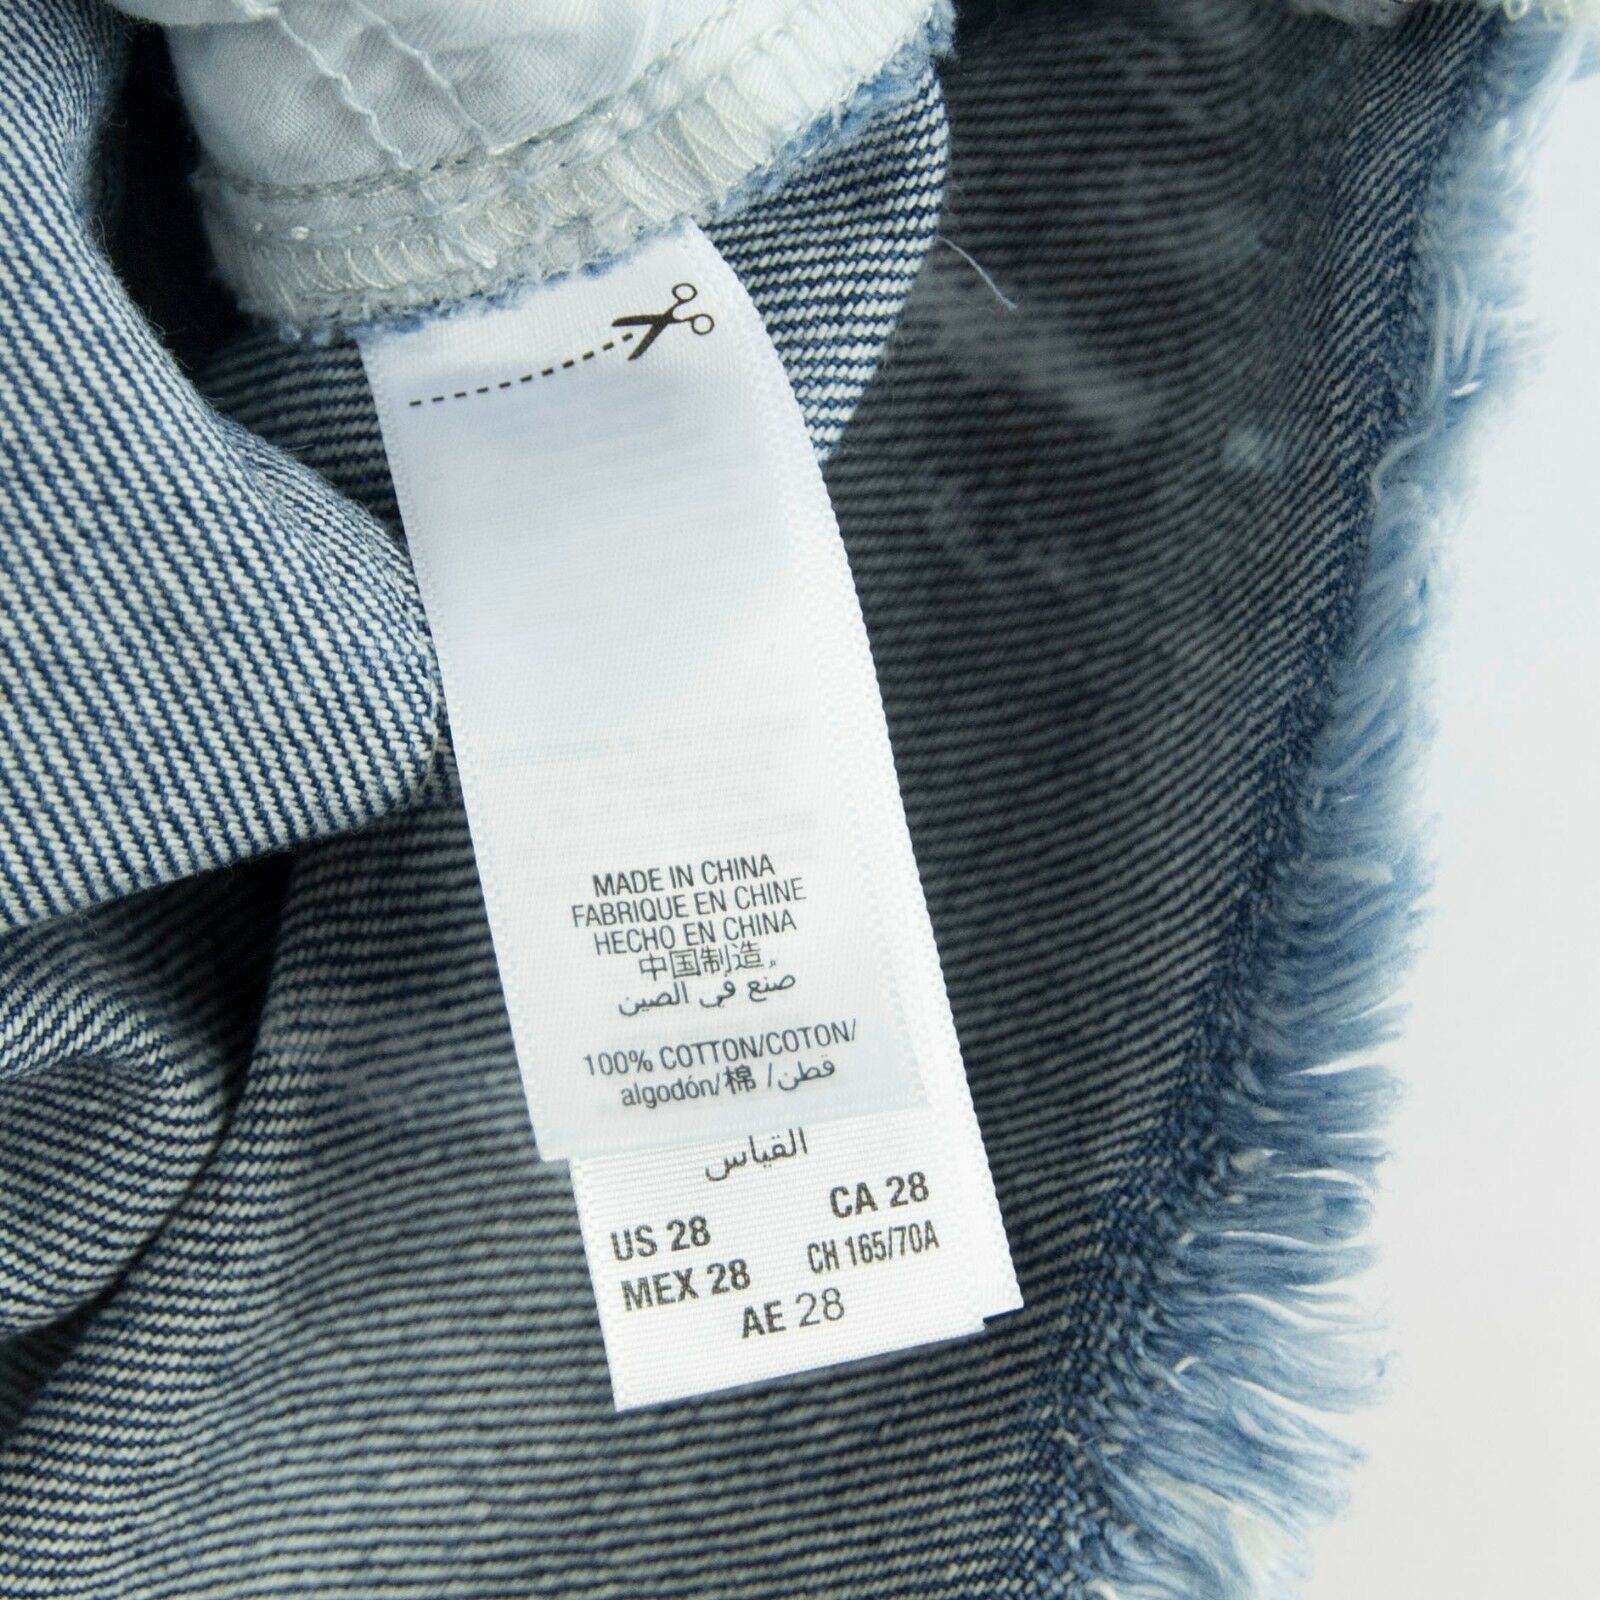 MADE IN CHINA
FABRIQUE EN CHINE
HECHO EN CHINA
中国制造。
صنع في الصين
100% COTTON/COTON/
algodón/棉 /قطن
القياس
US 28 CA 28
MEX 28 CH 165/70A
AE 28